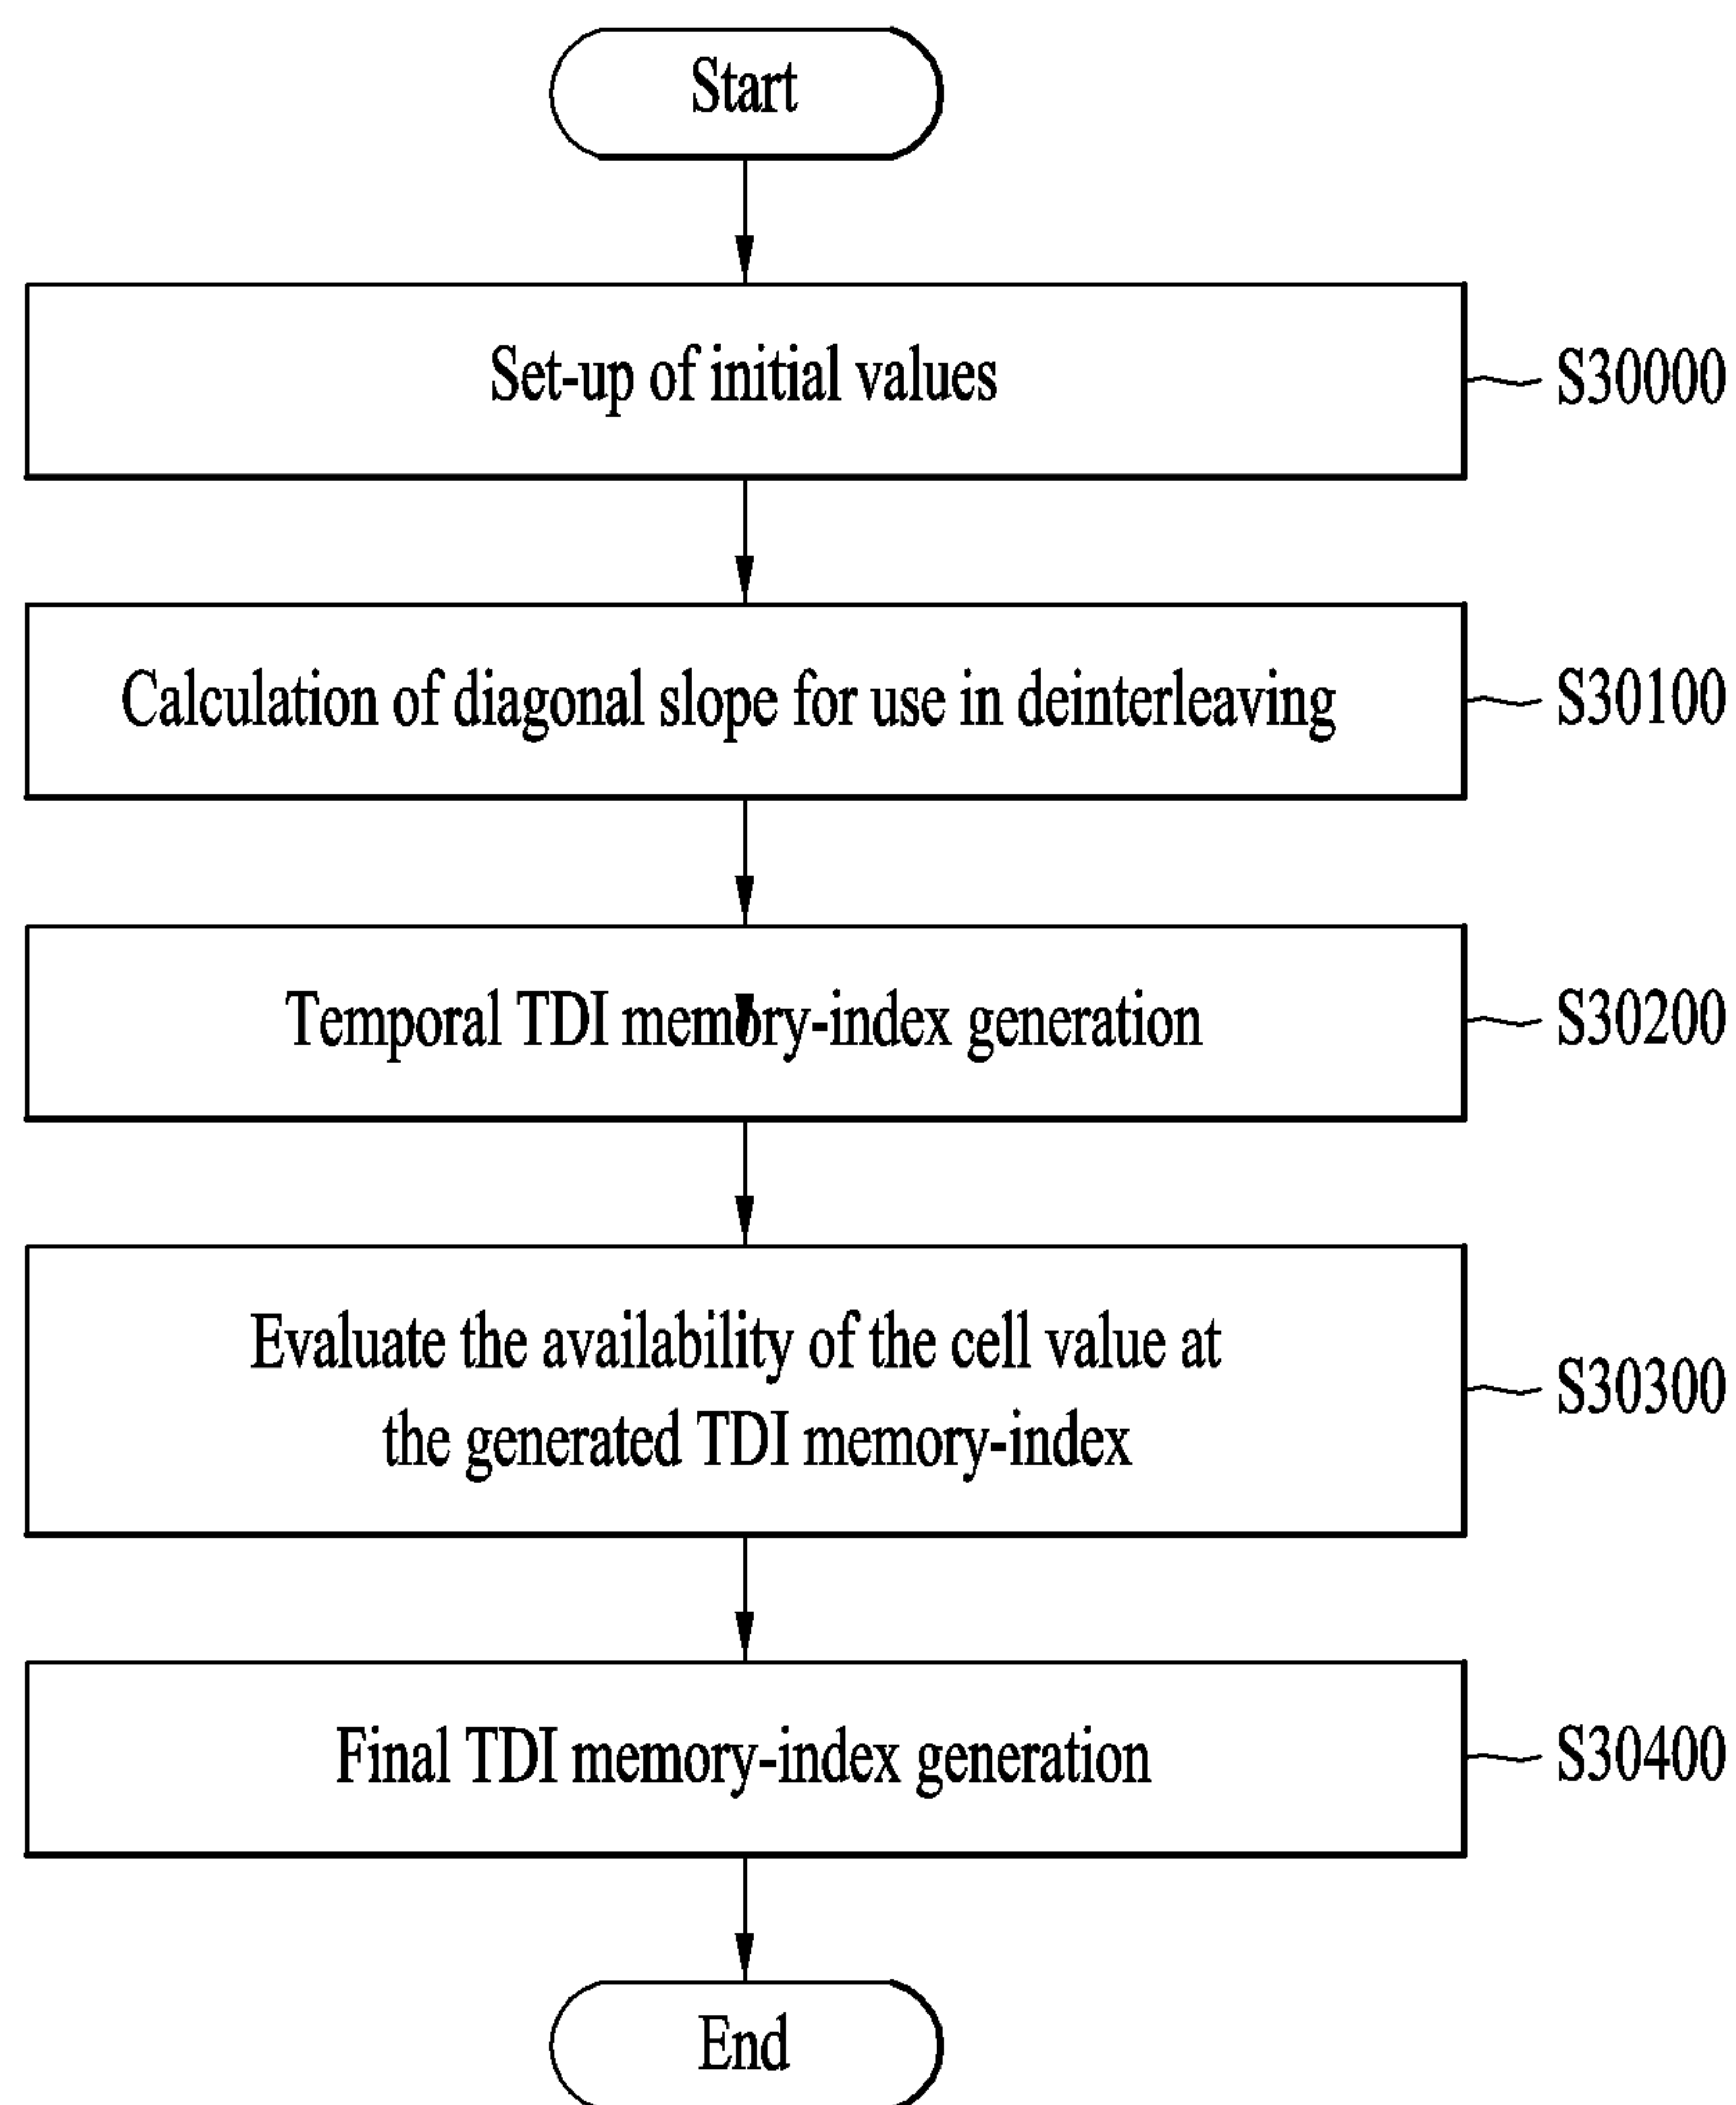 Start
Set-up of initial values
S30000
Calculation of diagonal slope for use in deinterleaving
S30100
Temporal TDI memory-index generation
S30200
Evaluate the availability of the cell value at
the generated TDI memory-index
S30300
Final TDI memory-index generation
S30400
End